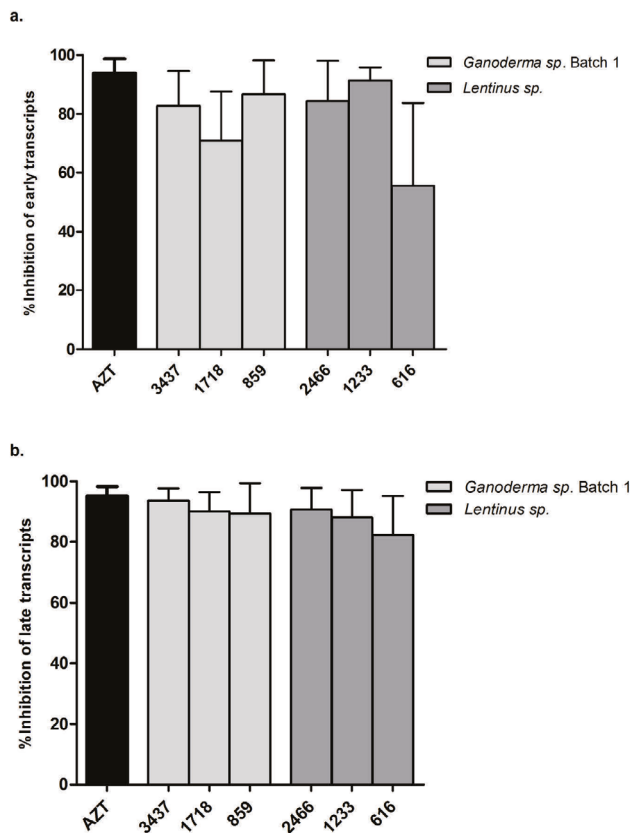 a.
100
80
60
40
20
0
% Inhibition of early transcripts
Ganoderma sp. Batch 1
Lentinus sp.
AZT 3437 1718 859 2466 1233 616
b.
100
80
60
40
20
0
% Inhibition of late transcripts
Ganoderma sp. Batch 1
Lentinus sp.
AZT 3437 1718 859 2466 1233 616